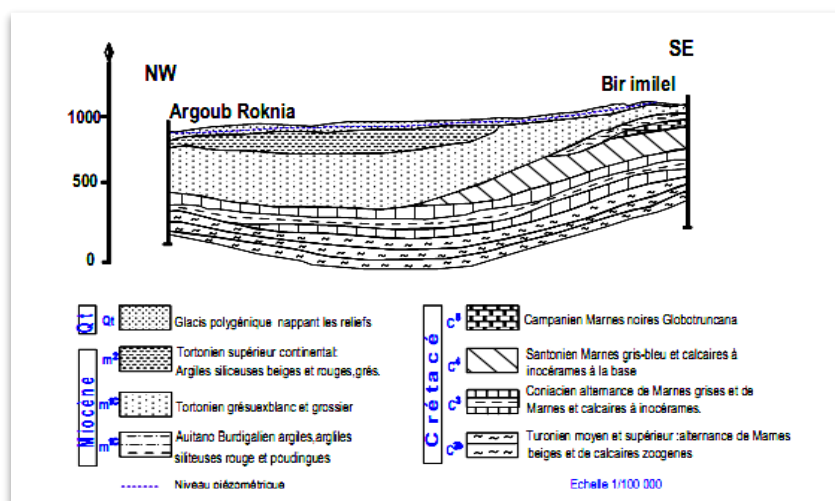 NW
SE
Argoub Roknia
Bir imilel
1000
500
0
Qt
Qt
Glacis polygénique nappant les reliefs
Miocène
Tortonien supérieur continental:
Argiles siliceuses beiges et rouges,grés.
Tortonien grésuexblanc et grossier
Auitano Burdigalien argiles,argliles
siliteuses rouge et poudingues
Niveau piézométrique
Crétacé
Campanien Marnes noires Globotruncana
Santonien Marnes gris-bleu et calcaires à
inocérames à la base
Coniacien alternance de Marnes grises et de
Marnes et calcaires à inocérames.
Turonien moyen et supérieur :alternance de Marnes
beiges et de calcaires zoogenes
Echelle 1/100 000